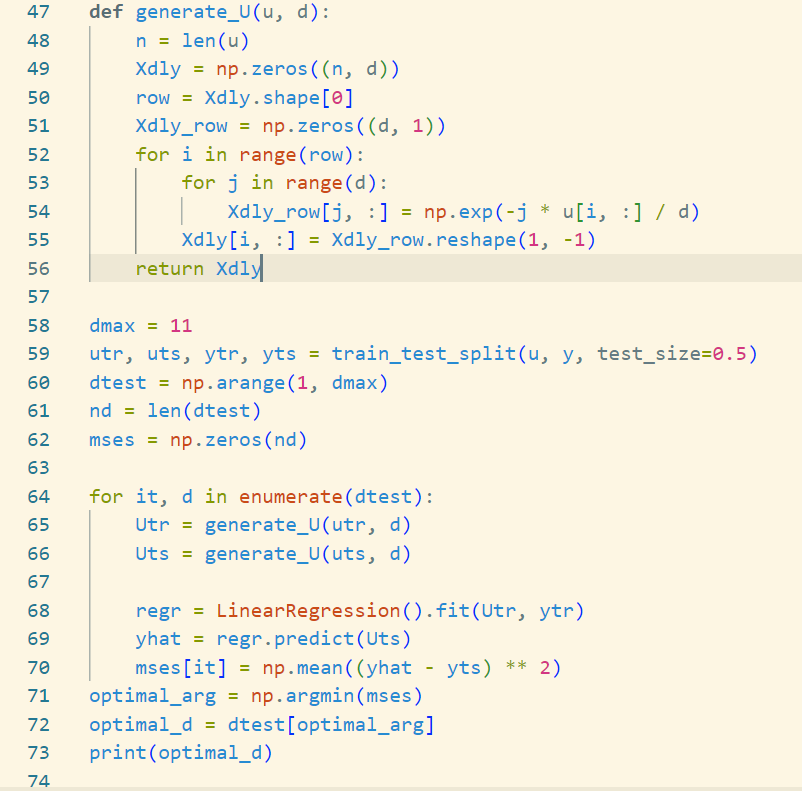 47 def generate_U(u, d):
48     n = len(u)
49     Xdly = np.zeros((n, d))
50     row = Xdly.shape[0]
51     Xdly_row = np.zeros((d, 1))
52     for i in range(row):
53         for j in range(d):
54             Xdly_row[j, :] = np.exp(-j * u[i, :] / d)
55         Xdly[i, :] = Xdly_row.reshape(1, -1)
56     return Xdly
57
58 dmax = 11
59 utr, uts, ytr, yts = train_test_split(u, y, test_size=0.5)
60 dtest = np.arange(1, dmax)
61 nd = len(dtest)
62 mses = np.zeros(nd)
63
64 for it, d in enumerate(dtest):
65     Utr = generate_U(utr, d)
66     Uts = generate_U(uts, d)
67
68     regr = LinearRegression().fit(Utr, ytr)
69     yhat = regr.predict(Uts)
70     mses[it] = np.mean((yhat - yts) ** 2)
71 optimal_arg = np.argmin(mses)
72 optimal_d = dtest[optimal_arg]
73 print(optimal_d)
74